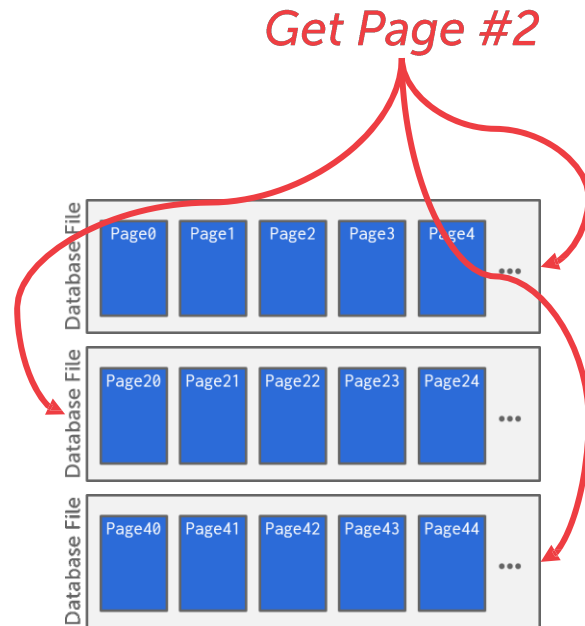 Get Page #2
Database File
Page0 Page1 Page2 Page3 Page4 •••
Database File
Page20 Page21 Page22 Page23 Page24 •••
Database File
Page40 Page41 Page42 Page43 Page44 •••